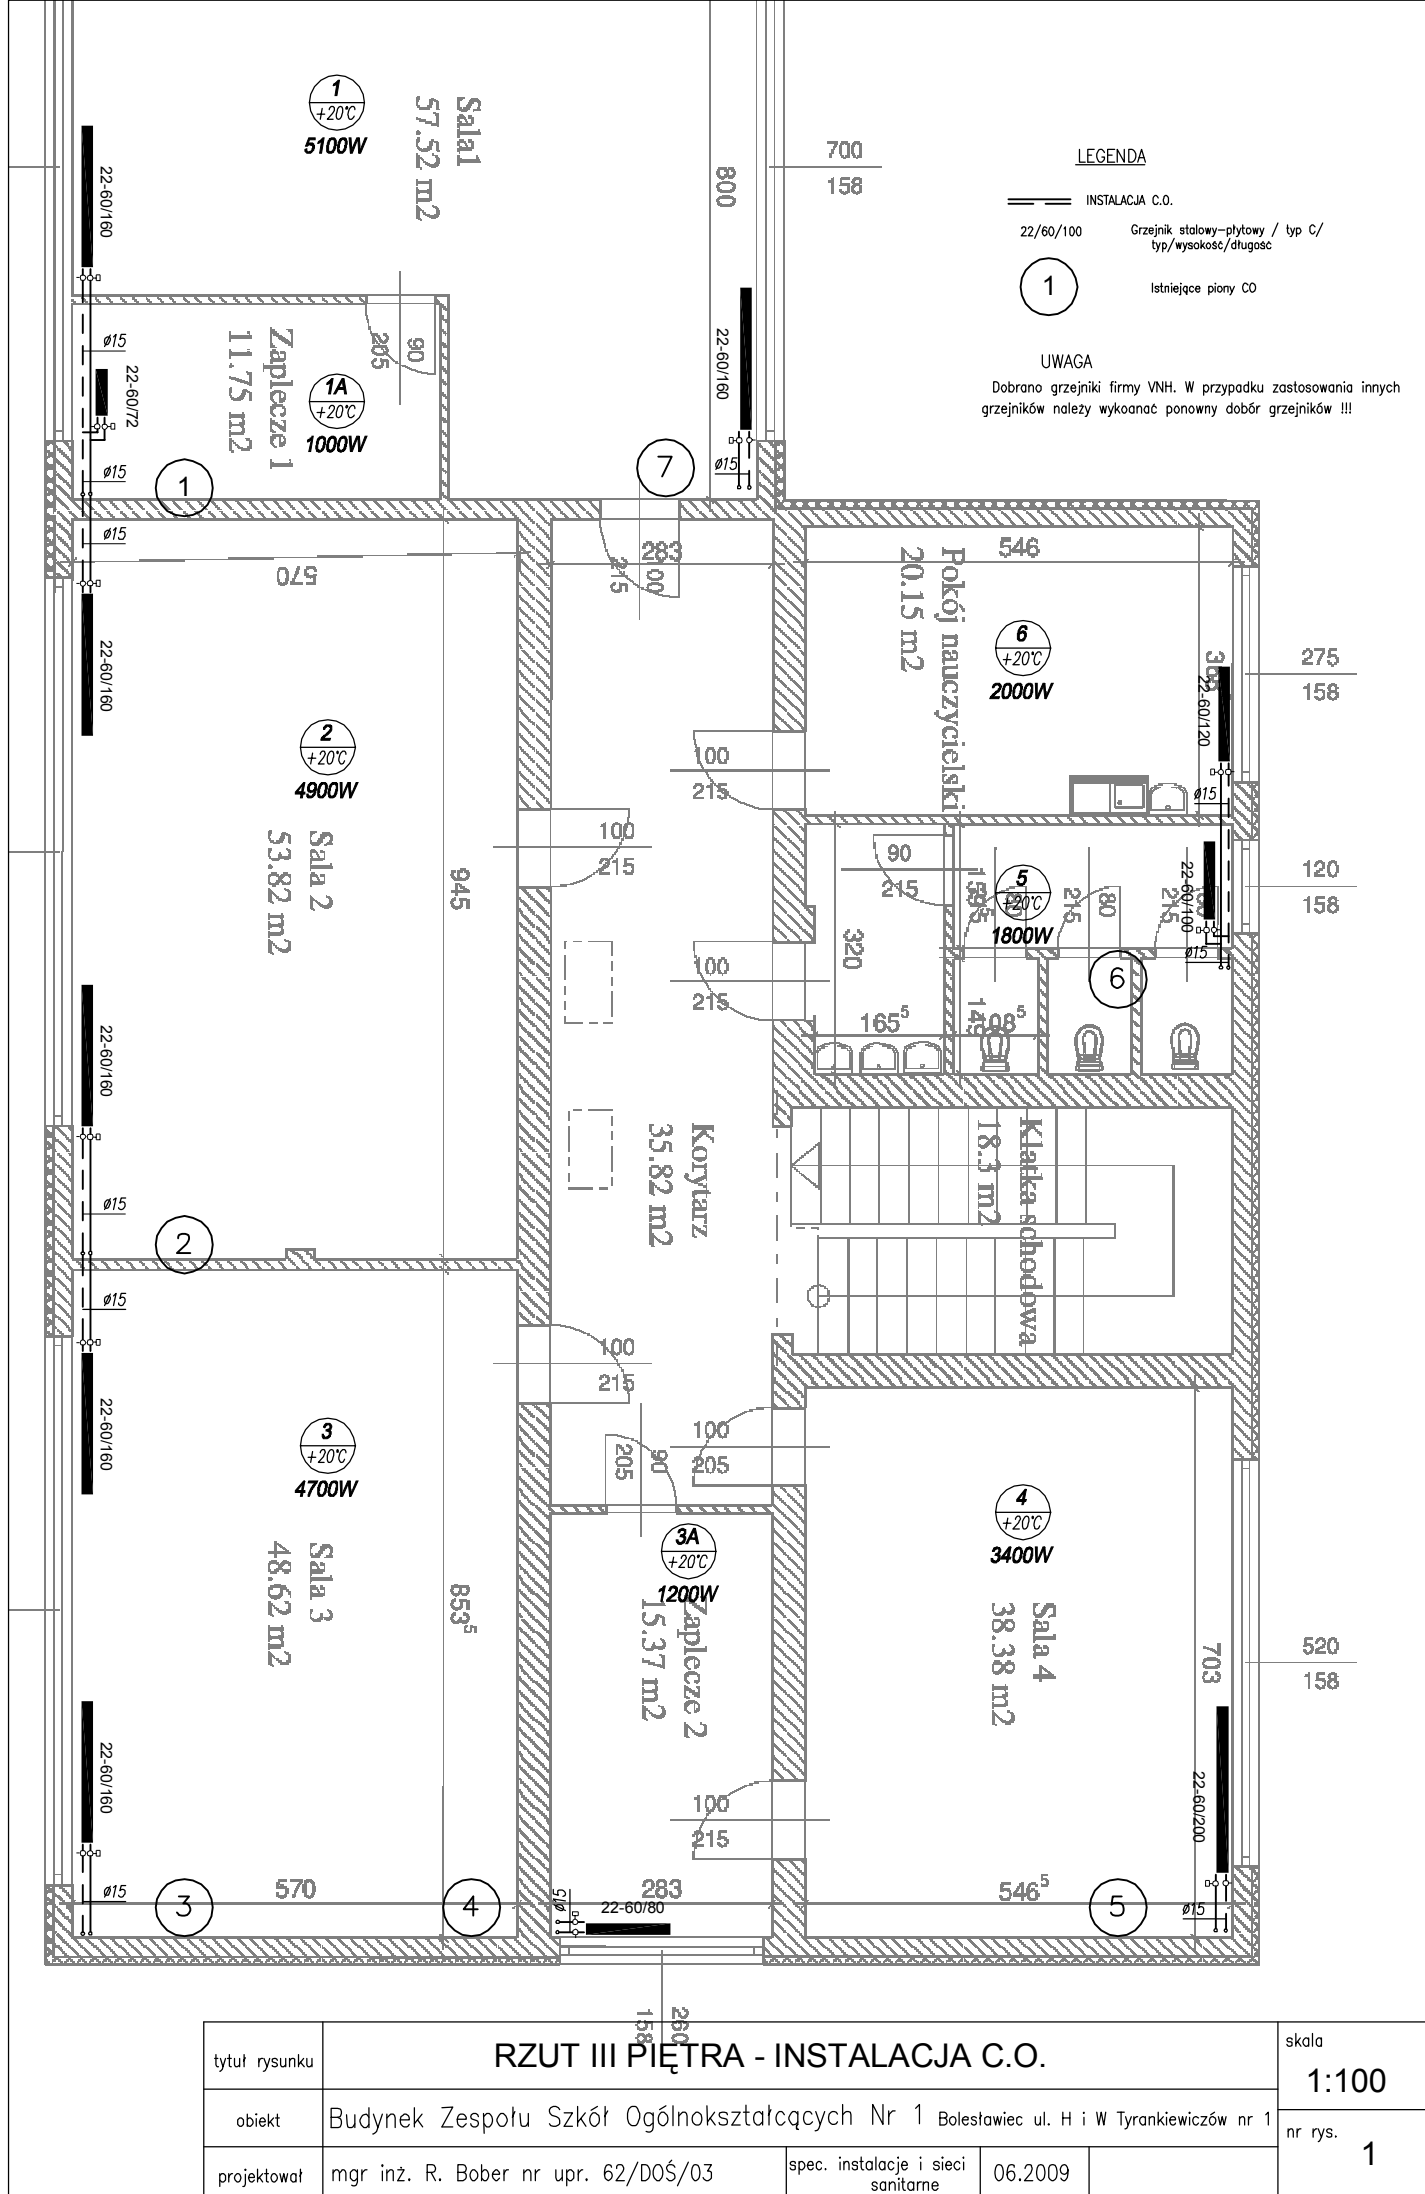 1
+20°C
5100W
Sala1
57.52 m2
22-60/160
800
700
158
LEGENDA
INSTALACJA C.O.
22/60/100
Grzejnik stalowy-płytowy / typ C/
typ/wysokość/długość
1
Istniejące piony CO
UWAGA
Dobrano grzejniki firmy VNH. W przypadku zastosowania innych
grzejników należy wykoanać ponowny dobór grzejników !!!
ø15
22-60/72
ø15
Zaplecze 1
11.75 m2
1A
+20°C
1000W
90
205
22-60/160
ø15
1
7
ø15
570
283
100
215
546
Pokój nauczycielski
20.15 m2
6
+20°C
2000W
365
22-60/120
275
158
22-60/160
2
+20°C
4900W
Sala 2
53.82 m2
945
100
215
100
215
ø15
90
215
320
5
+20°C
1800W
215
80
215
22-60/100
120
158
ø15
6
100
215
165⁵
108⁵
149
22-60/160
ø15
2
Korytarz
35.82 m2
Klatka schodowa
18.3 m2
ø15
22-60/160
100
215
3
+20°C
4700W
Sala 3
48.62 m2
853⁵
205
90
100
205
3A
+20°C
1200W
Zaplecze 2
15.37 m2
4
+20°C
3400W
Sala 4
38.38 m2
703
520
158
22-60/160
22-60/200
100
215
ø15
3
570
4
ø15
283
22-60/80
546⁵
5
ø15
260
158
tytuł rysunku
RZUT III PIĘTRA - INSTALACJA C.O.
skala
1:100
obiekt
Budynek Zespołu Szkół Ogólnokształcących Nr 1 Bolesławiec ul. H i W Tyrankiewiczów nr 1
nr rys.
1
projektował
mgr inż. R. Bober nr upr. 62/DOŚ/03
spec. instalacje i sieci
sanitarne
06.2009